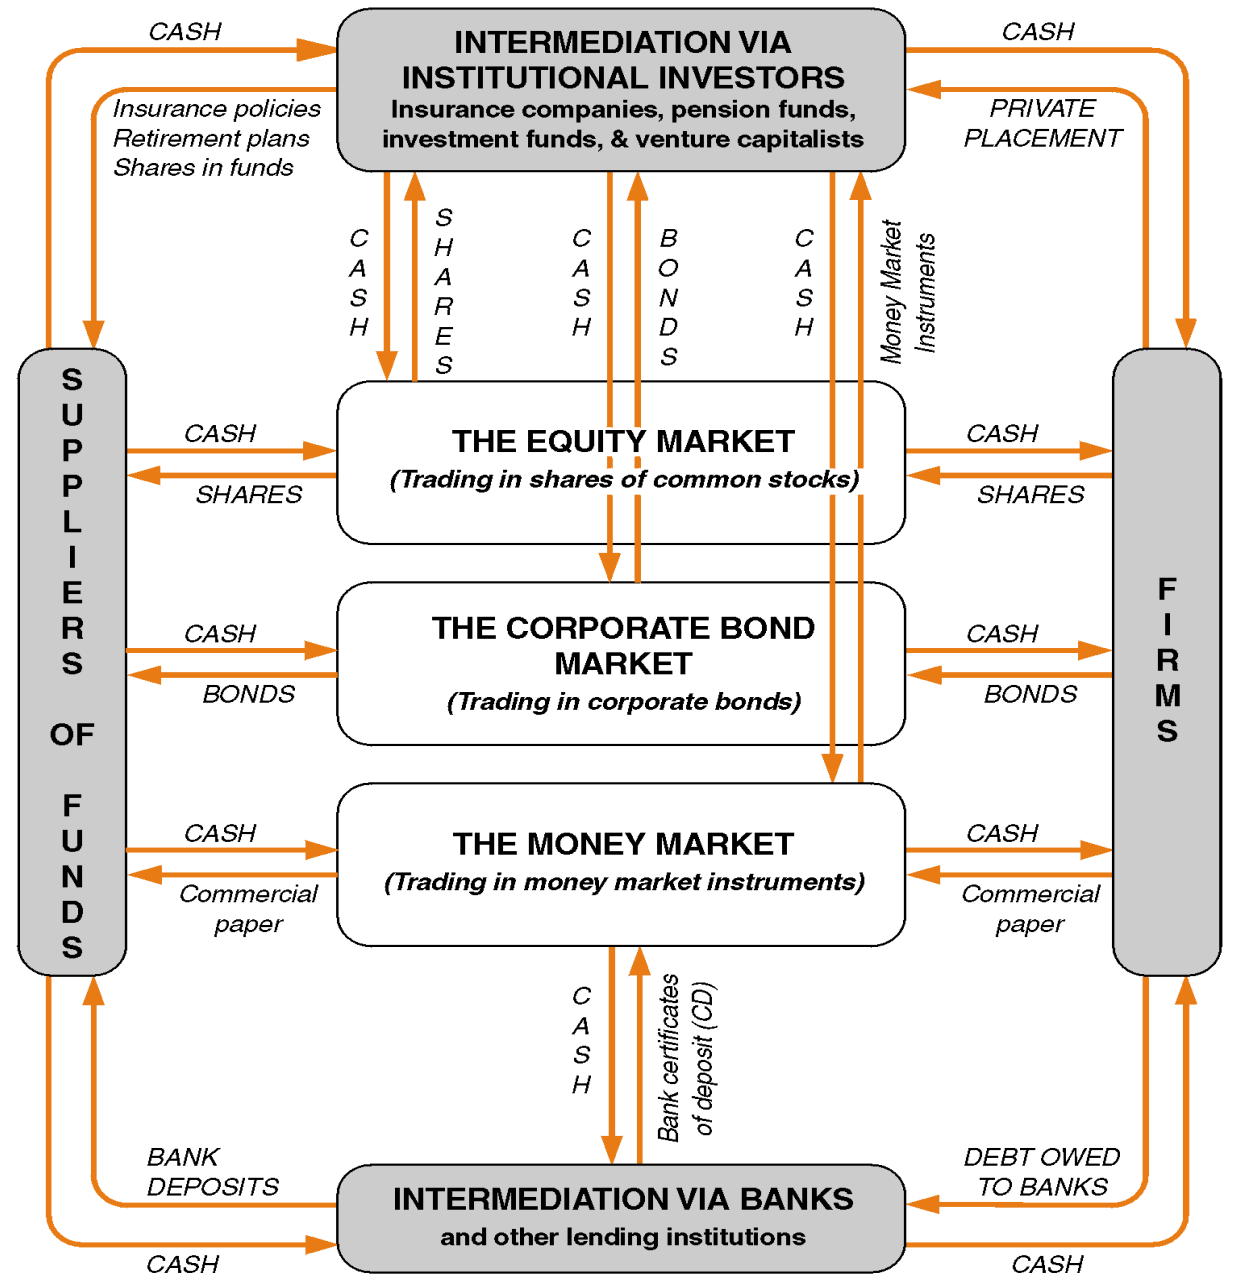 CASH
INTERMEDIATION VIA
INSTITUTIONAL INVESTORS
Insurance companies, pension funds,
investment funds, & venture capitalists
CASH
Insurance policies
Retirement plans
Shares in funds
PRIVATE
PLACEMENT
CASH
SHARES
CASH
BONDS
CASH
Money Market
Instruments
SUPPLIERS OF FUNDS
CASH
SHARES
THE EQUITY MARKET
(Trading in shares of common stocks)
CASH
SHARES
FIRMS
CASH
BONDS
THE CORPORATE BOND
MARKET
(Trading in corporate bonds)
CASH
BONDS
CASH
Commercial
paper
THE MONEY MARKET
(Trading in money market instruments)
CASH
Commercial
paper
CASH
Bank certificates
of deposit (CD)
BANK
DEPOSITS
CASH
INTERMEDIATION VIA BANKS
and other lending institutions
DEBT OWED
TO BANKS
CASH